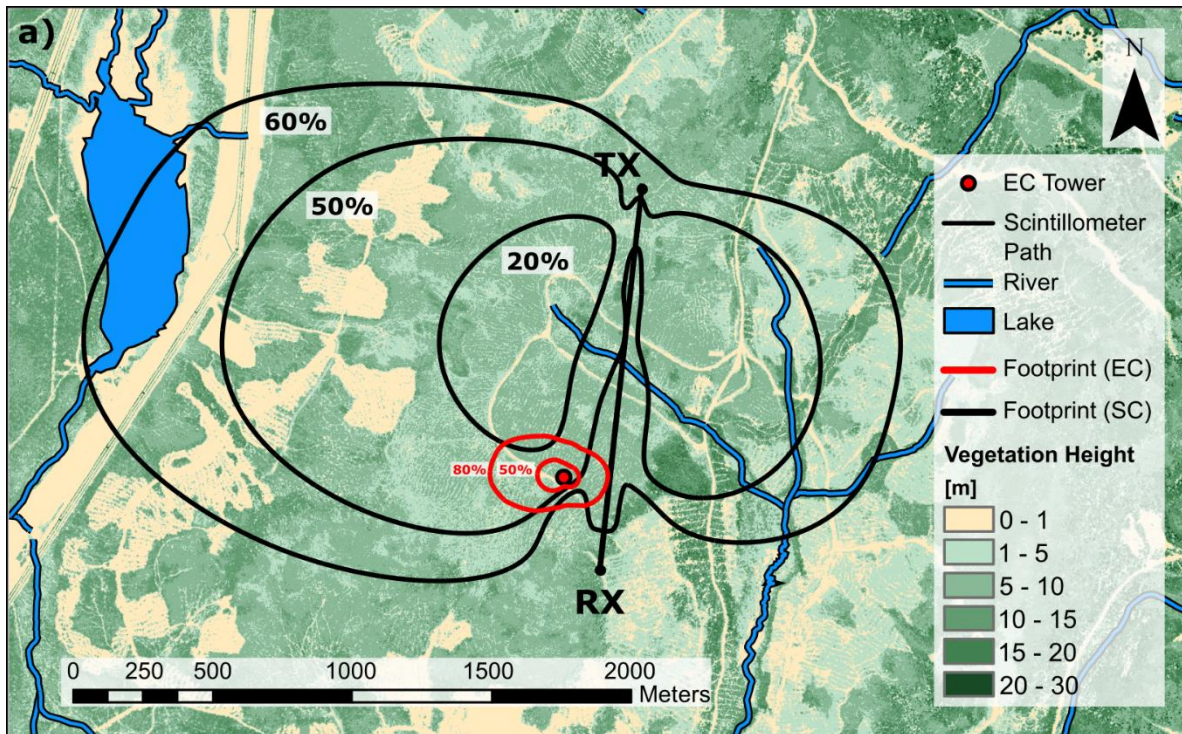 a)
N
60%
TX
50%
20%
80%
50%
RX
EC Tower
Scintillometer
Path
River
Lake
Footprint (EC)
Footprint (SC)
Vegetation Height
[m]
0 - 1
1 - 5
5 - 10
10 - 15
15 - 20
20 - 30
0 250 500 1000 1500 2000
Meters